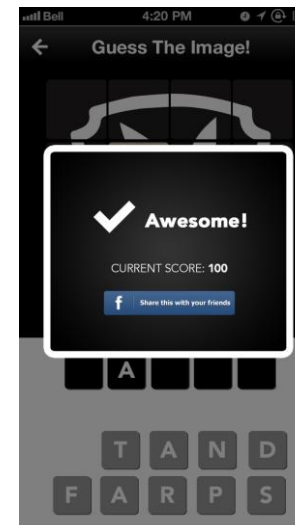 Bell 4:20 PM
Guess The Image!
Awesome!
CURRENT SCORE: 100
f Share this with your friends
A
T A N D
F A R P S